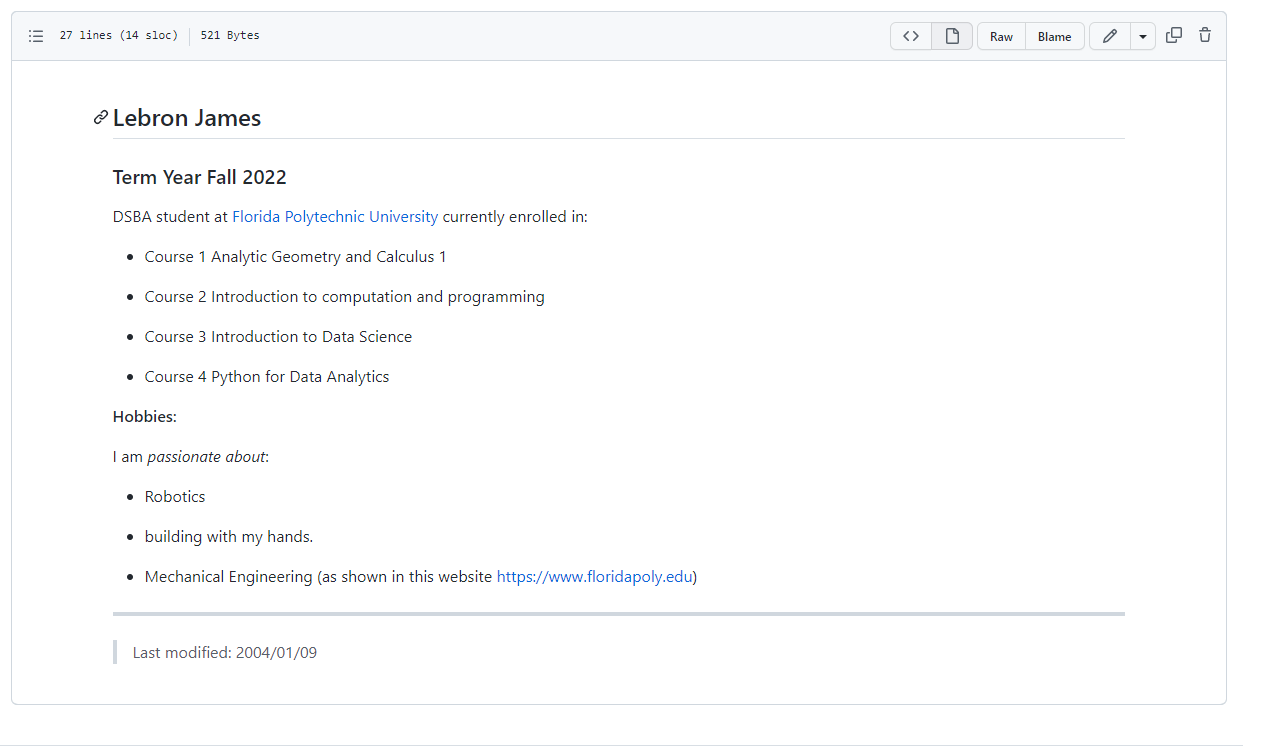 27 lines (14 sloc) 521 Bytes Raw Blame
Lebron James
Term Year Fall 2022
DSBA student at Florida Polytechnic University currently enrolled in:
Course 1 Analytic Geometry and Calculus 1
Course 2 Introduction to computation and programming
Course 3 Introduction to Data Science
Course 4 Python for Data Analytics
Hobbies:
I am passionate about:
Robotics
building with my hands.
Mechanical Engineering (as shown in this website https://www.floridapoly.edu)
Last modified: 2004/01/09